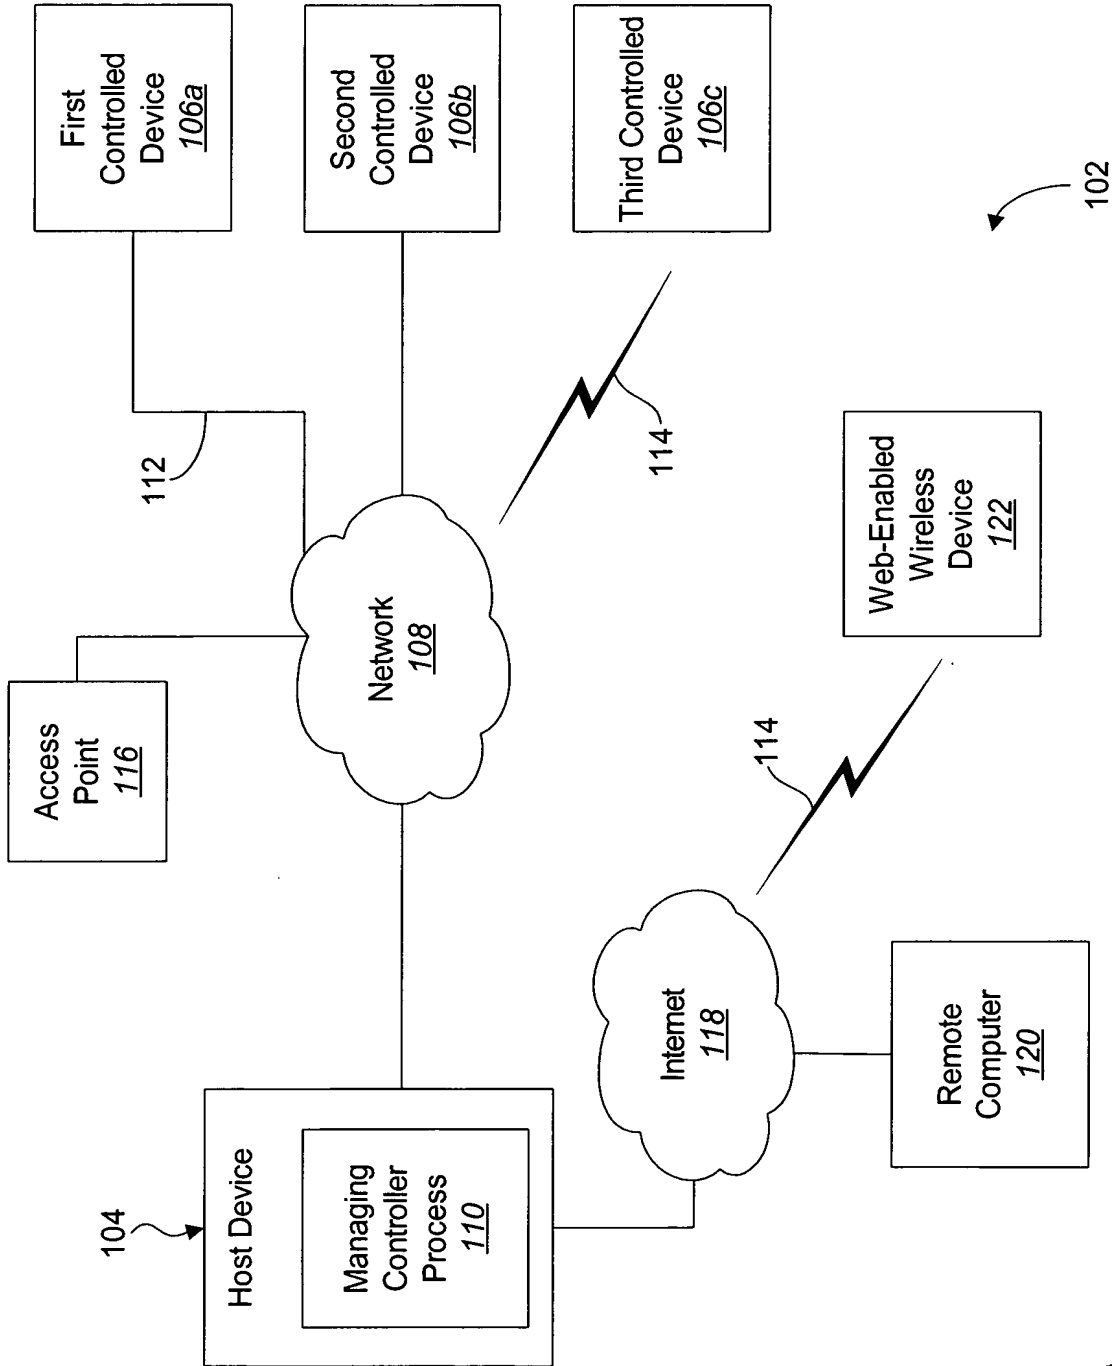 104
Host Device
Managing
Controller
Process
110
Access
Point
116
Network
108
112
First
Controlled
Device
106a
Second
Controlled
Device
106b
Third Controlled
Device
106c
114
Internet
118
114
Remote
Computer
120
Web-Enabled
Wireless
Device
122
102